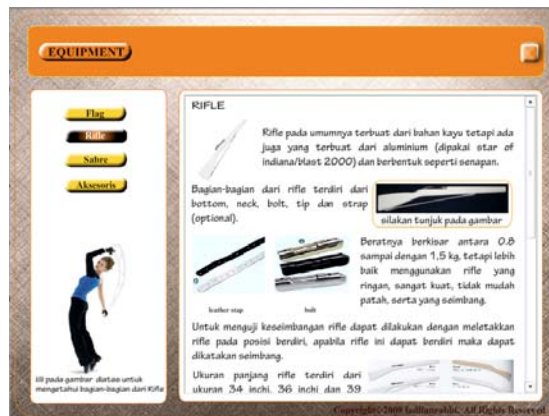 EQUIPMENT
Flag
Rifle
Sabre
Aksesoris
RIFLE
Rifle pada umumnya terbuat dari bahan kayu tetapi ada
juga yang terbuat dari aluminium (dipakai star of
indiana/blast 2000) dan berbentuk seperti senapan.
Bagian-bagian dari rifle terdiri dari
bottom, neck, bolt, tip dan strap
(optional).
silakan tunjuk pada gambar
Beratnya berkisar antara 0.8
sampai dengan 1,5 kg, tetapi lebih
baik menggunakan rifle yang
ringan, sangat kuat, tidak mudah
patah, serta yang seimbang.
leather stap
bolt
Untuk menguji keseimbangan rifle dapat dilakukan dengan meletakkan
rifle pada posisi berdiri, apabila rifle ini dapat berdiri maka dapat
dikatakan seimbang.
Ukuran panjang rifle terdiri dari
ukuran 34 inchi, 36 inchi dan 39
klik pada gambar diatas untuk
mengetahui bagian-bagian dari Rifle
Copyright©2009 All Rights Reserved